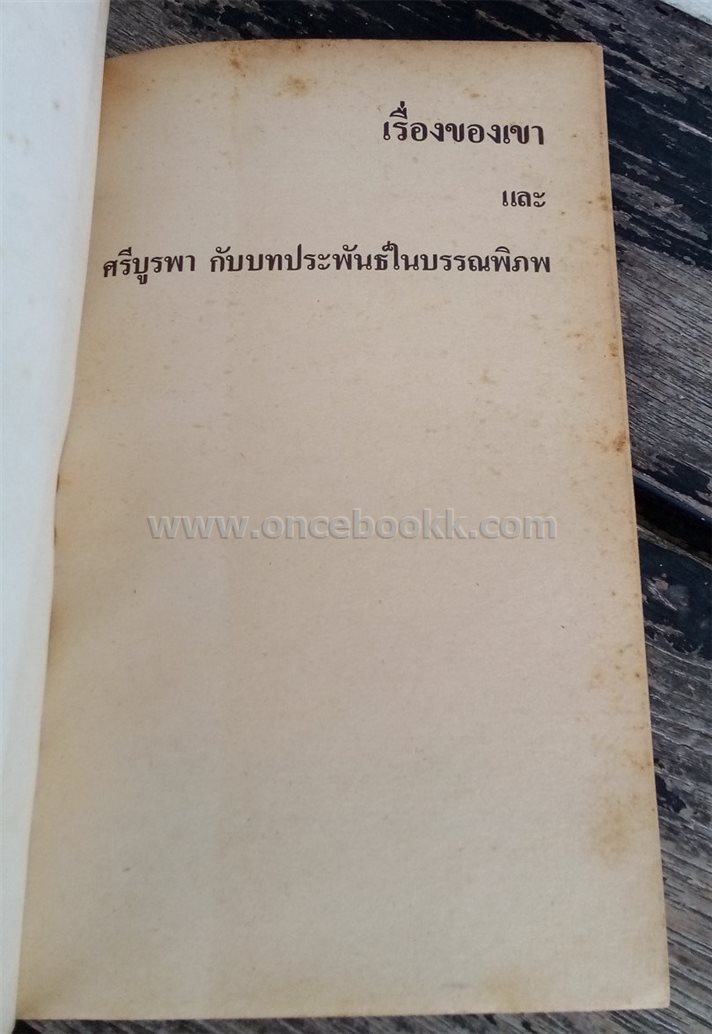 เรื่องของเขา
และ
ศรีบูรพา กับบทประพันธ์ในบรรณพิภพ
www.oncebookk.com